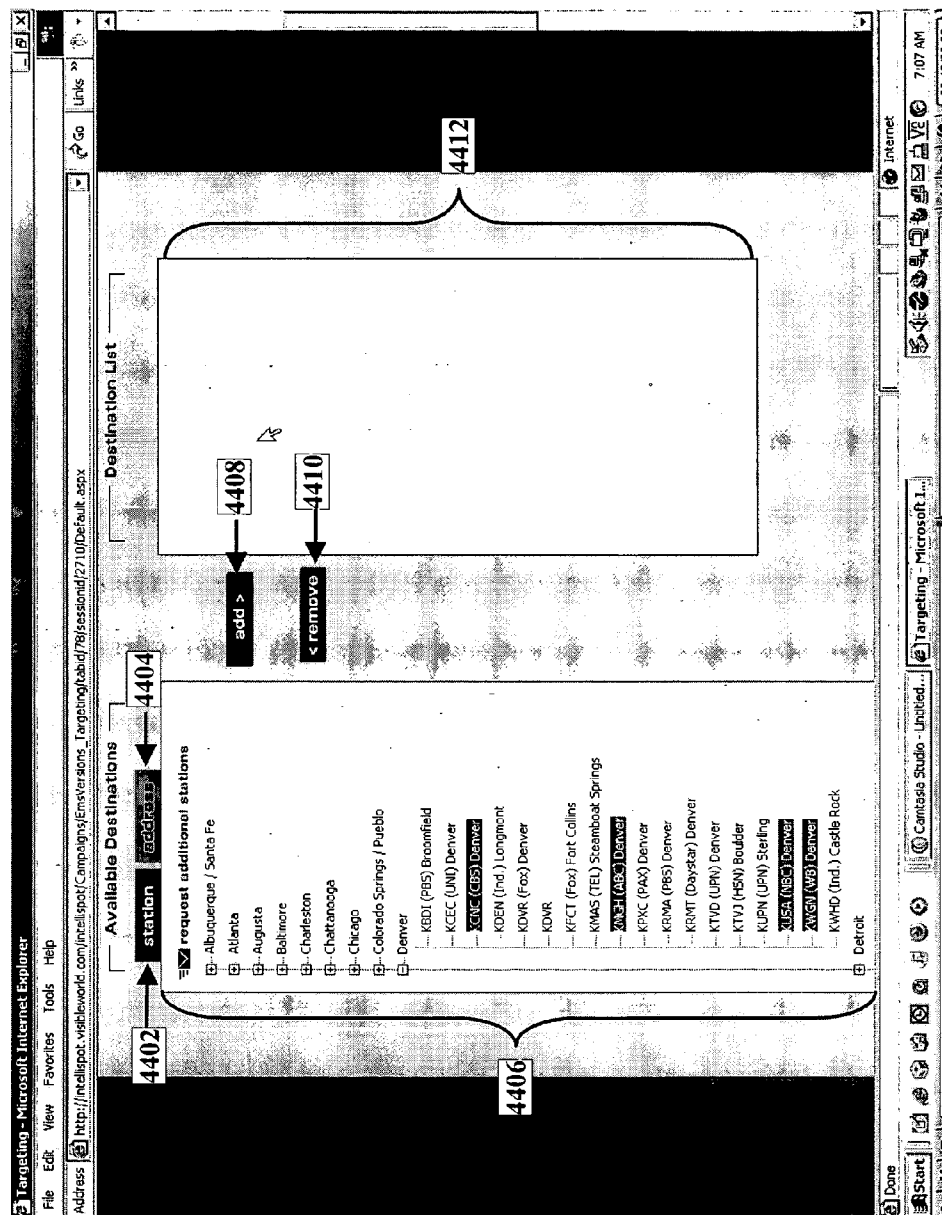 Targeting - Microsoft Internet Explorer
File Edit View Favorites Tools Help
Address http://intellispot.visibleworld.com/intellispot/Campaigns/EmsVersions_Targeting/tabid/78/sessionid/2710/Default.aspx Go Links »
Available Destinations
Destination List
4402
station
address
4404
request additional stations
Albuquerque / Santa Fe
Atlanta
Augusta
Baltimore
Charleston
Chattanooga
Chicago
Colorado Springs / Pueblo
Denver
KBDI (PBS) Broomfield
KCEC (UNI) Denver
KCNC (CBS) Denver
KDEN (Ind.) Longmont
KDVR (Fox) Denver
KDVR
KFCT (Fox) Fort Collins
KMAS (TEL) Steamboat Springs
KMGH (ABC) Denver
KPXC (PAX) Denver
KRMA (PBS) Denver
KRMT (Daystar) Denver
KTVD (UPN) Denver
KTVJ (HSN) Boulder
KUPN (UPN) Sterling
KUSA (NBC) Denver
KWGN (WB) Denver
KWHD (Ind.) Castle Rock
Detroit
4406
add >
4408
< remove
4410
4412
Done
Internet
Start
Camtasia Studio - Untitled...
Targeting - Microsoft I...
7:07 AM